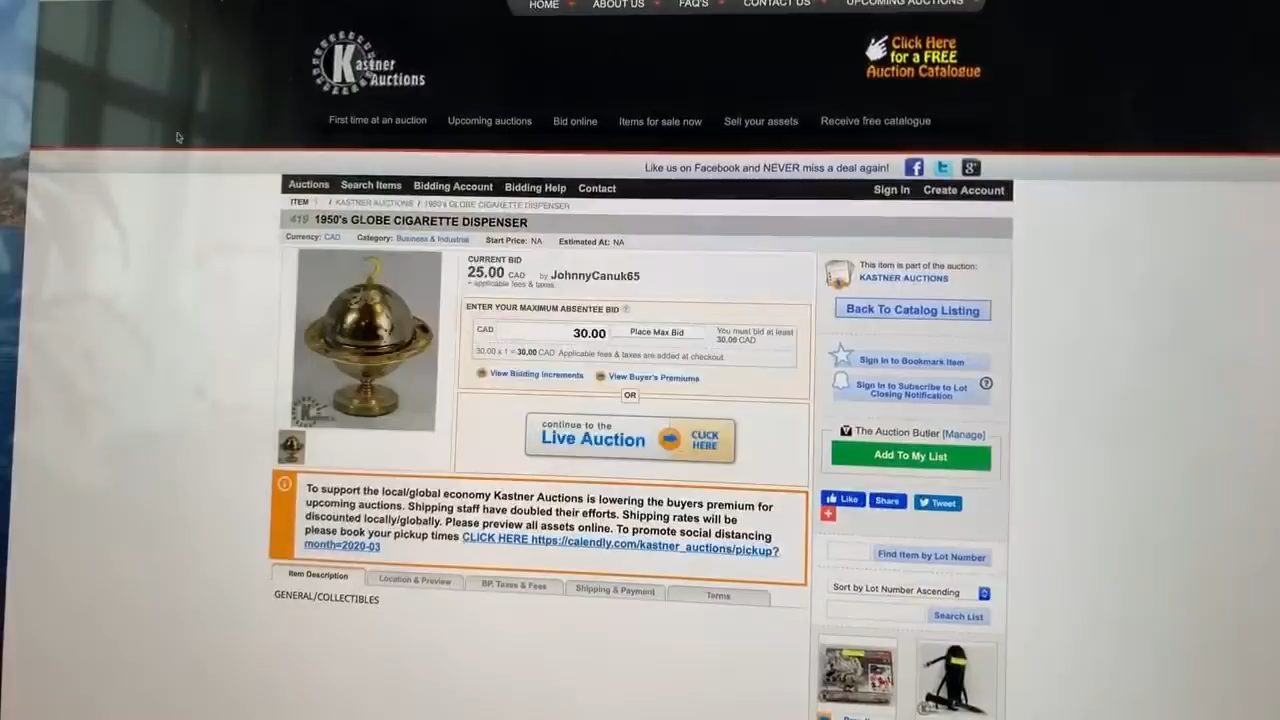 HOME ABOUT US FAQ'S CONTACT US UPCOMING AUCTIONS
Kastner
Auctions
Click Here
for a FREE
Auction Catalogue
First time at an auction Upcoming auctions Bid online Items for sale now Sell your assets Receive free catalogue
Like us on Facebook and NEVER miss a deal again!
Auctions Search Items Bidding Account Bidding Help Contact Sign In Create Account
ITEM / KASTNER AUCTIONS / 1950's GLOBE CIGARETTE DISPENSER
419 1950's GLOBE CIGARETTE DISPENSER
Currency: CAD Category: Business & Industrial Start Price: NA Estimated At: NA
CURRENT BID
25.00 CAD by JohnnyCanuk65
+ applicable fees & taxes.
ENTER YOUR MAXIMUM ABSENTEE BID ?
CAD 30.00 Place Max Bid
You must bid at least
30.00 CAD
30.00 x 1 = 30.00 CAD Applicable fees & taxes are added at checkout.
View Bidding Increments View Buyer's Premiums
OR
continue to the
Live Auction
CLICK
HERE
This item is part of the auction:
KASTNER AUCTIONS
Back To Catalog Listing
Sign In to Bookmark Item
Sign In to Subscribe to Lot
Closing Notification
?
The Auction Butler [Manage]
Add To My List
Like Share Tweet
To support the local/global economy Kastner Auctions is lowering the buyers premium for
upcoming auctions. Shipping staff have doubled their efforts. Shipping rates will be
discounted locally/globally. Please preview all assets online. To promote social distancing
please book your pickup times CLICK HERE https://calendly.com/kastner_auctions/pickup?
month=2020-03
Find Item by Lot Number
Item Description Location & Preview BP, Taxes & Fees Shipping & Payment Terms
GENERAL/COLLECTIBLES
Sort by Lot Number Ascending
Search List